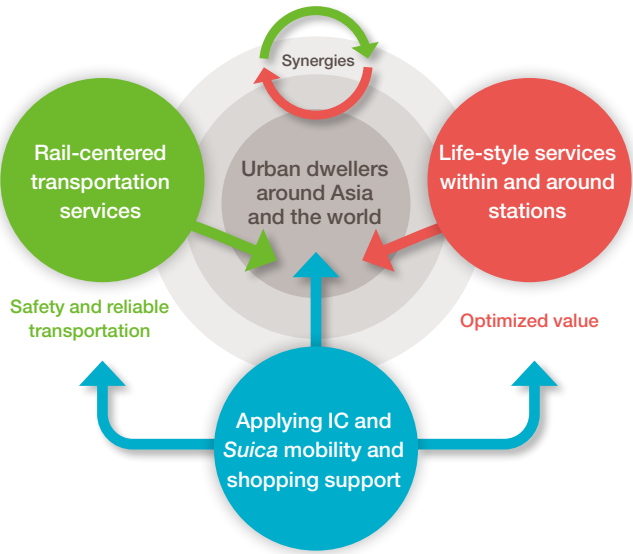 Synergies
Rail-centered
transportation
services
Urban dwellers
around Asia
and the world
Life-style services
within and around
stations
Safety and reliable
transportation
Optimized value
Applying IC and
Suica mobility and
shopping support